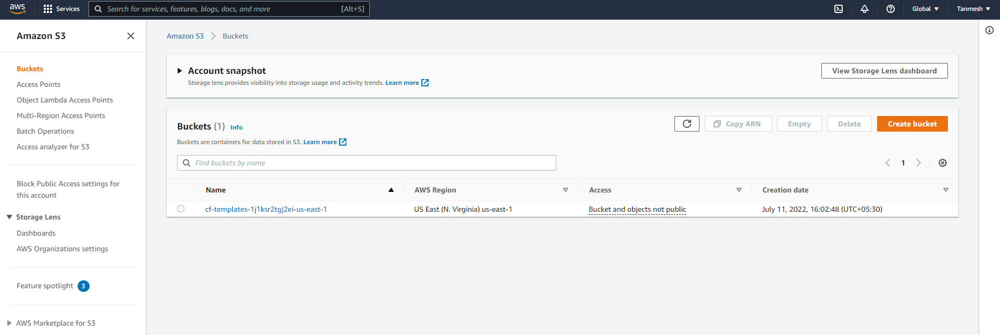 aws
Services
Search for services, features, blogs, docs, and more [Alt+S]
Global
Tanmesh
Amazon S3
Buckets
Access Points
Object Lambda Access Points
Multi-Region Access Points
Batch Operations
Access analyzer for S3
Block Public Access settings for
this account
Storage Lens
Dashboards
AWS Organizations settings
Feature spotlight 3
AWS Marketplace for S3
Amazon S3 Buckets
Account snapshot
Storage lens provides visibility into storage usage and activity trends. Learn more
View Storage Lens dashboard
Buckets (1) Info
Buckets are containers for data stored in S3. Learn more
Copy ARN
Empty
Delete
Create bucket
Find buckets by name
1
Name AWS Region Access Creation date
cf-templates-1j1ksr2tgj2ei-us-east-1 US East (N. Virginia) us-east-1 Bucket and objects not public July 11, 2022, 16:02:48 (UTC+05:30)